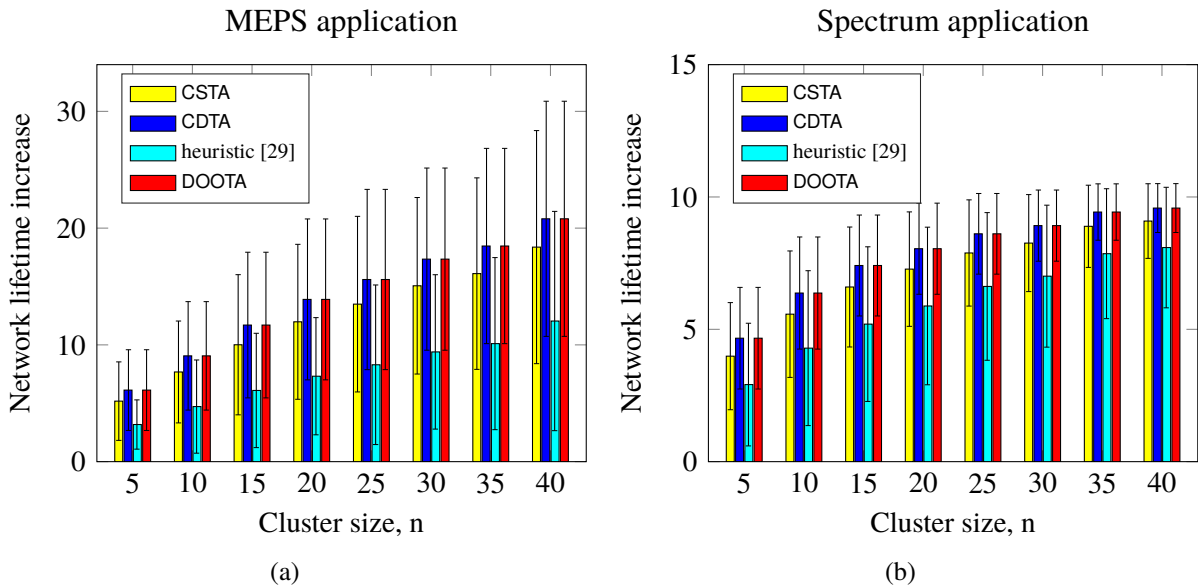 MEPS application
Network lifetime increase
30
20
10
0
CSTA
CDTA
heuristic [29]
DOOTA
5 10 15 20 25 30 35 40
Cluster size, n
(a)
Spectrum application
Network lifetime increase
15
10
5
0
CSTA
CDTA
heuristic [29]
DOOTA
5 10 15 20 25 30 35 40
Cluster size, n
(b)